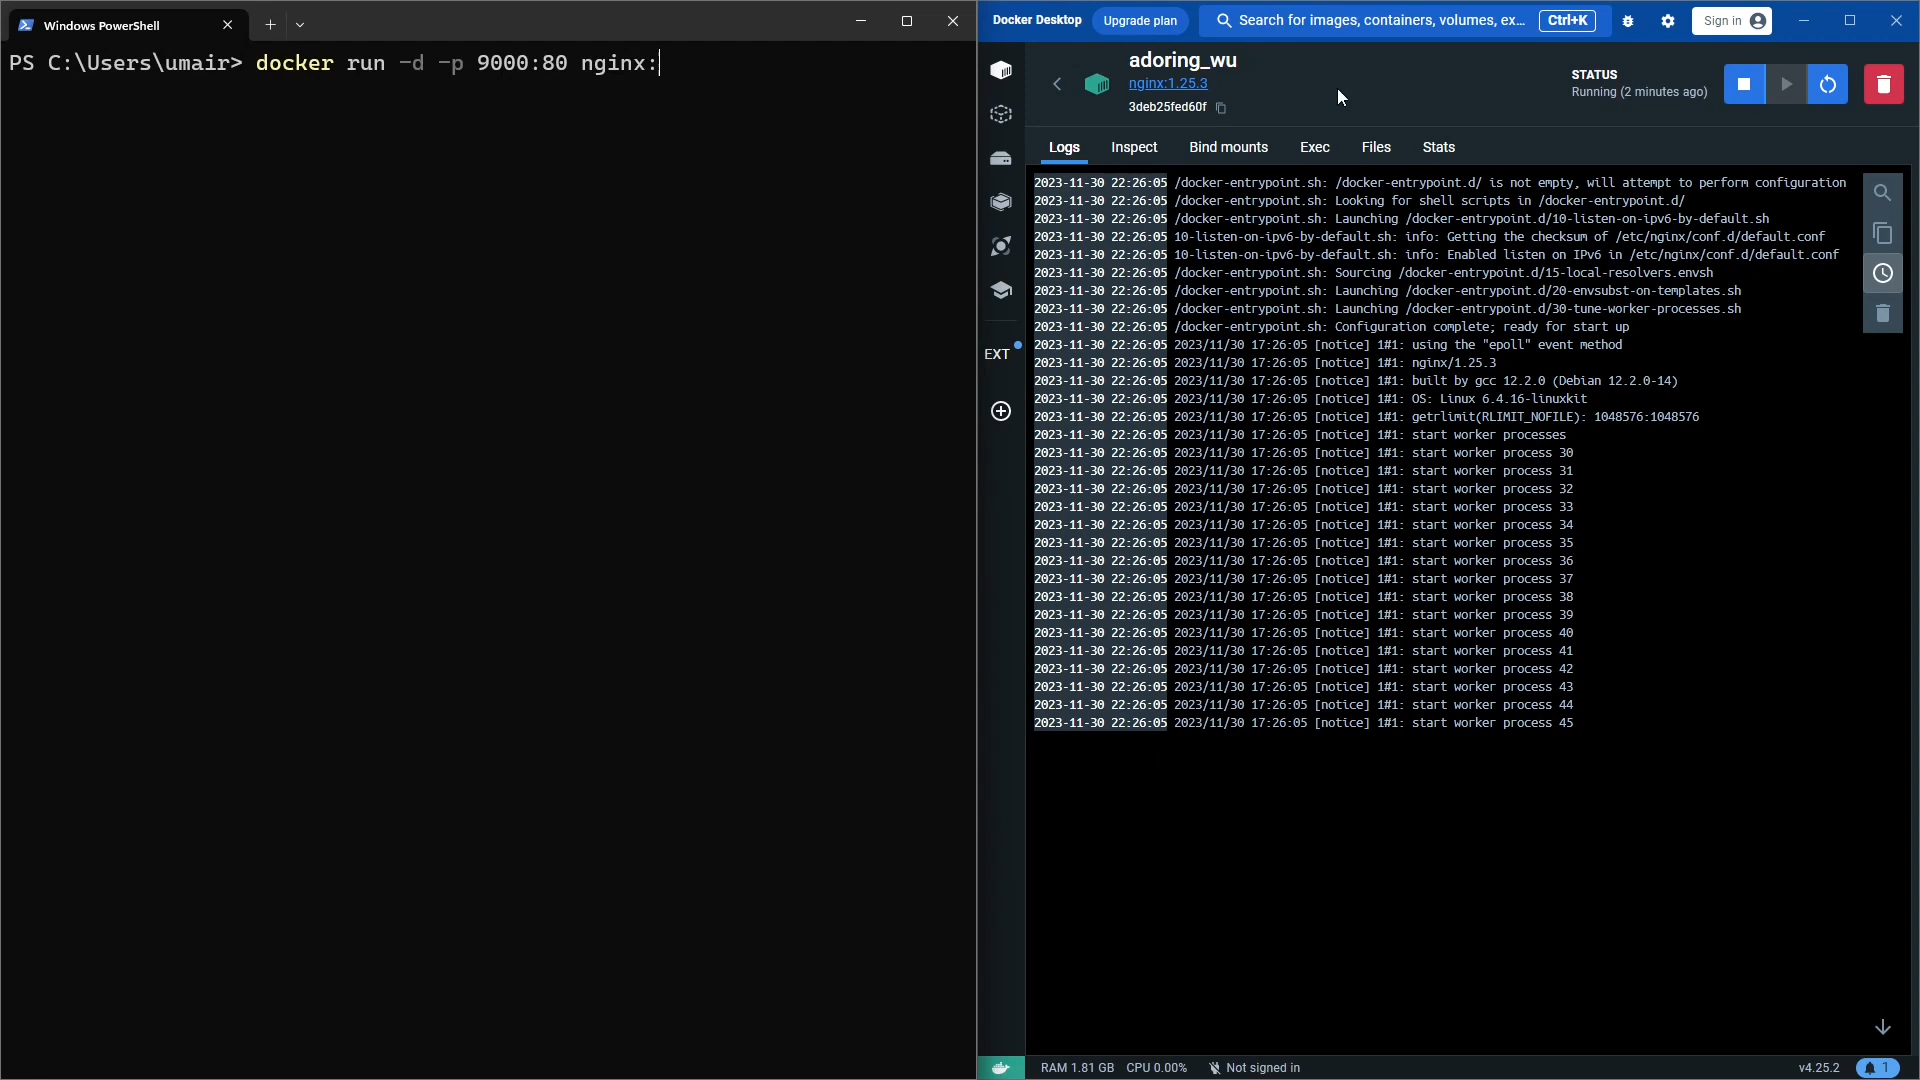 Windows PowerShell
PS C:\Users\umair> docker run -d -p 9000:80 nginx:
Docker Desktop
Upgrade plan
Search for images, containers, volumes, ex...
Ctrl+K
Sign in
adoring_wu
nginx:1.25.3
3deb25fed60f
STATUS
Running (2 minutes ago)
Logs
Inspect
Bind mounts
Exec
Files
Stats
EXT
2023-11-30 22:26:05 /docker-entrypoint.sh: /docker-entrypoint.d/ is not empty, will attempt to perform configuration
2023-11-30 22:26:05 /docker-entrypoint.sh: Looking for shell scripts in /docker-entrypoint.d/
2023-11-30 22:26:05 /docker-entrypoint.sh: Launching /docker-entrypoint.d/10-listen-on-ipv6-by-default.sh
2023-11-30 22:26:05 10-listen-on-ipv6-by-default.sh: info: Getting the checksum of /etc/nginx/conf.d/default.conf
2023-11-30 22:26:05 10-listen-on-ipv6-by-default.sh: info: Enabled listen on IPv6 in /etc/nginx/conf.d/default.conf
2023-11-30 22:26:05 /docker-entrypoint.sh: Sourcing /docker-entrypoint.d/15-local-resolvers.envsh
2023-11-30 22:26:05 /docker-entrypoint.sh: Launching /docker-entrypoint.d/20-envsubst-on-templates.sh
2023-11-30 22:26:05 /docker-entrypoint.sh: Launching /docker-entrypoint.d/30-tune-worker-processes.sh
2023-11-30 22:26:05 /docker-entrypoint.sh: Configuration complete; ready for start up
2023-11-30 22:26:05 2023/11/30 17:26:05 [notice] 1#1: using the "epoll" event method
2023-11-30 22:26:05 2023/11/30 17:26:05 [notice] 1#1: nginx/1.25.3
2023-11-30 22:26:05 2023/11/30 17:26:05 [notice] 1#1: built by gcc 12.2.0 (Debian 12.2.0-14)
2023-11-30 22:26:05 2023/11/30 17:26:05 [notice] 1#1: OS: Linux 6.4.16-linuxkit
2023-11-30 22:26:05 2023/11/30 17:26:05 [notice] 1#1: getrlimit(RLIMIT_NOFILE): 1048576:1048576
2023-11-30 22:26:05 2023/11/30 17:26:05 [notice] 1#1: start worker processes
2023-11-30 22:26:05 2023/11/30 17:26:05 [notice] 1#1: start worker process 30
2023-11-30 22:26:05 2023/11/30 17:26:05 [notice] 1#1: start worker process 31
2023-11-30 22:26:05 2023/11/30 17:26:05 [notice] 1#1: start worker process 32
2023-11-30 22:26:05 2023/11/30 17:26:05 [notice] 1#1: start worker process 33
2023-11-30 22:26:05 2023/11/30 17:26:05 [notice] 1#1: start worker process 34
2023-11-30 22:26:05 2023/11/30 17:26:05 [notice] 1#1: start worker process 35
2023-11-30 22:26:05 2023/11/30 17:26:05 [notice] 1#1: start worker process 36
2023-11-30 22:26:05 2023/11/30 17:26:05 [notice] 1#1: start worker process 37
2023-11-30 22:26:05 2023/11/30 17:26:05 [notice] 1#1: start worker process 38
2023-11-30 22:26:05 2023/11/30 17:26:05 [notice] 1#1: start worker process 39
2023-11-30 22:26:05 2023/11/30 17:26:05 [notice] 1#1: start worker process 40
2023-11-30 22:26:05 2023/11/30 17:26:05 [notice] 1#1: start worker process 41
2023-11-30 22:26:05 2023/11/30 17:26:05 [notice] 1#1: start worker process 42
2023-11-30 22:26:05 2023/11/30 17:26:05 [notice] 1#1: start worker process 43
2023-11-30 22:26:05 2023/11/30 17:26:05 [notice] 1#1: start worker process 44
2023-11-30 22:26:05 2023/11/30 17:26:05 [notice] 1#1: start worker process 45
RAM 1.81 GB CPU 0.00% Not signed in
v4.25.2
1